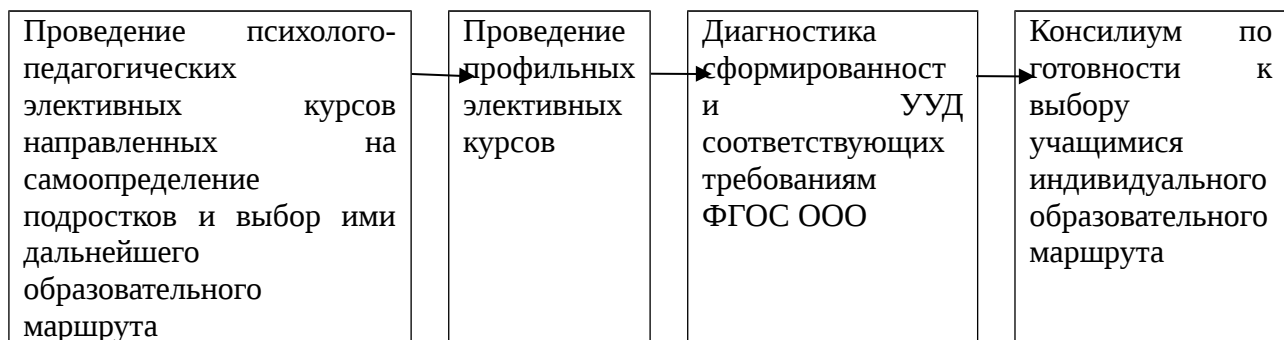 Проведение психолого-
педагогических
элективных курсов
направленных на
самоопределение
подростков и выбор ими
дальнейшего
образовательного
маршрута
Проведение
профильных
элективных
курсов
Диагностика
сформированност
и УУД
соответствующих
требованиям
ФГОС ООО
Консилиум по
готовности к
выбору
учащимися
индивидуального
образовательного
маршрута